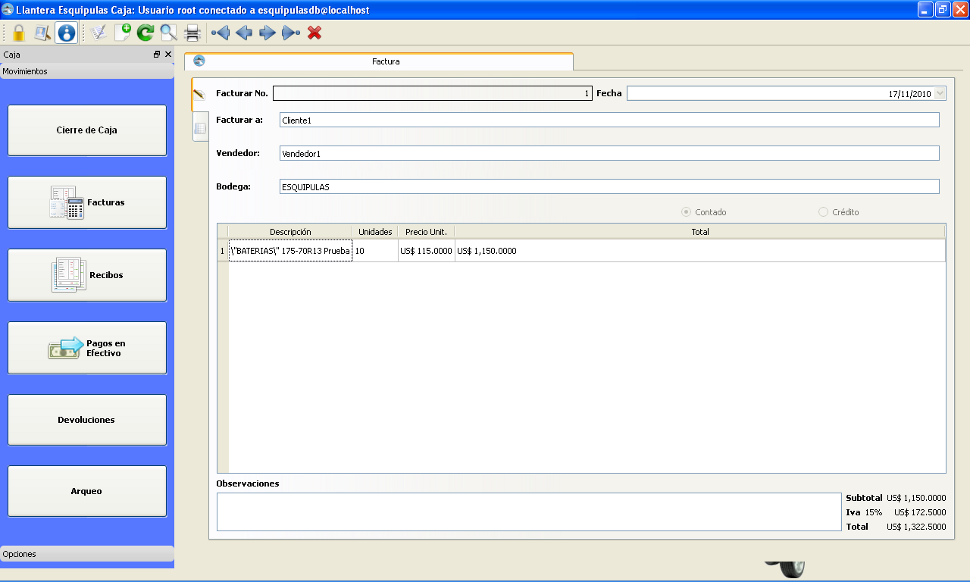 Llantera Esquipulas Caja: Usuario root conectado a esquipulasdb@localhost
Caja
Movimientos
Cierre de Caja
Facturas
Recibos
Pagos en
Efectivo
Devoluciones
Arqueo
Opciones
Factura
Facturar No. 1 Fecha 17/11/2010
Facturar a: Cliente1
Vendedor: Vendedor1
Bodega: ESQUIPULAS
Contado Crédito
Descripción Unidades Precio Unit. Total
1 \"BATERIAS\" 175-70R13 Prueba 10 US$ 115.0000 US$ 1,150.0000
Observaciones
Subtotal US$ 1,150.0000
Iva 15% US$ 172.5000
Total US$ 1,322.5000